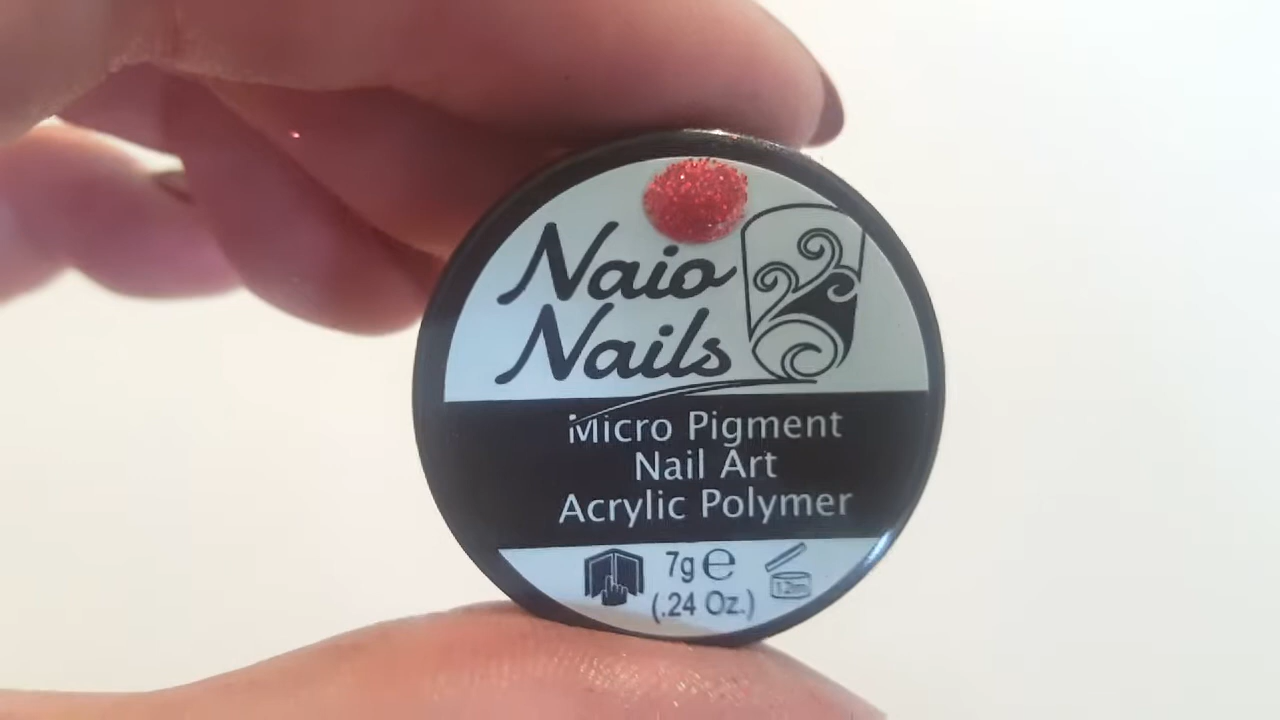 Naio
Nails
Micro Pigment
Nail Art
Acrylic Polymer
7g ℮
(.24 Oz.)
12m